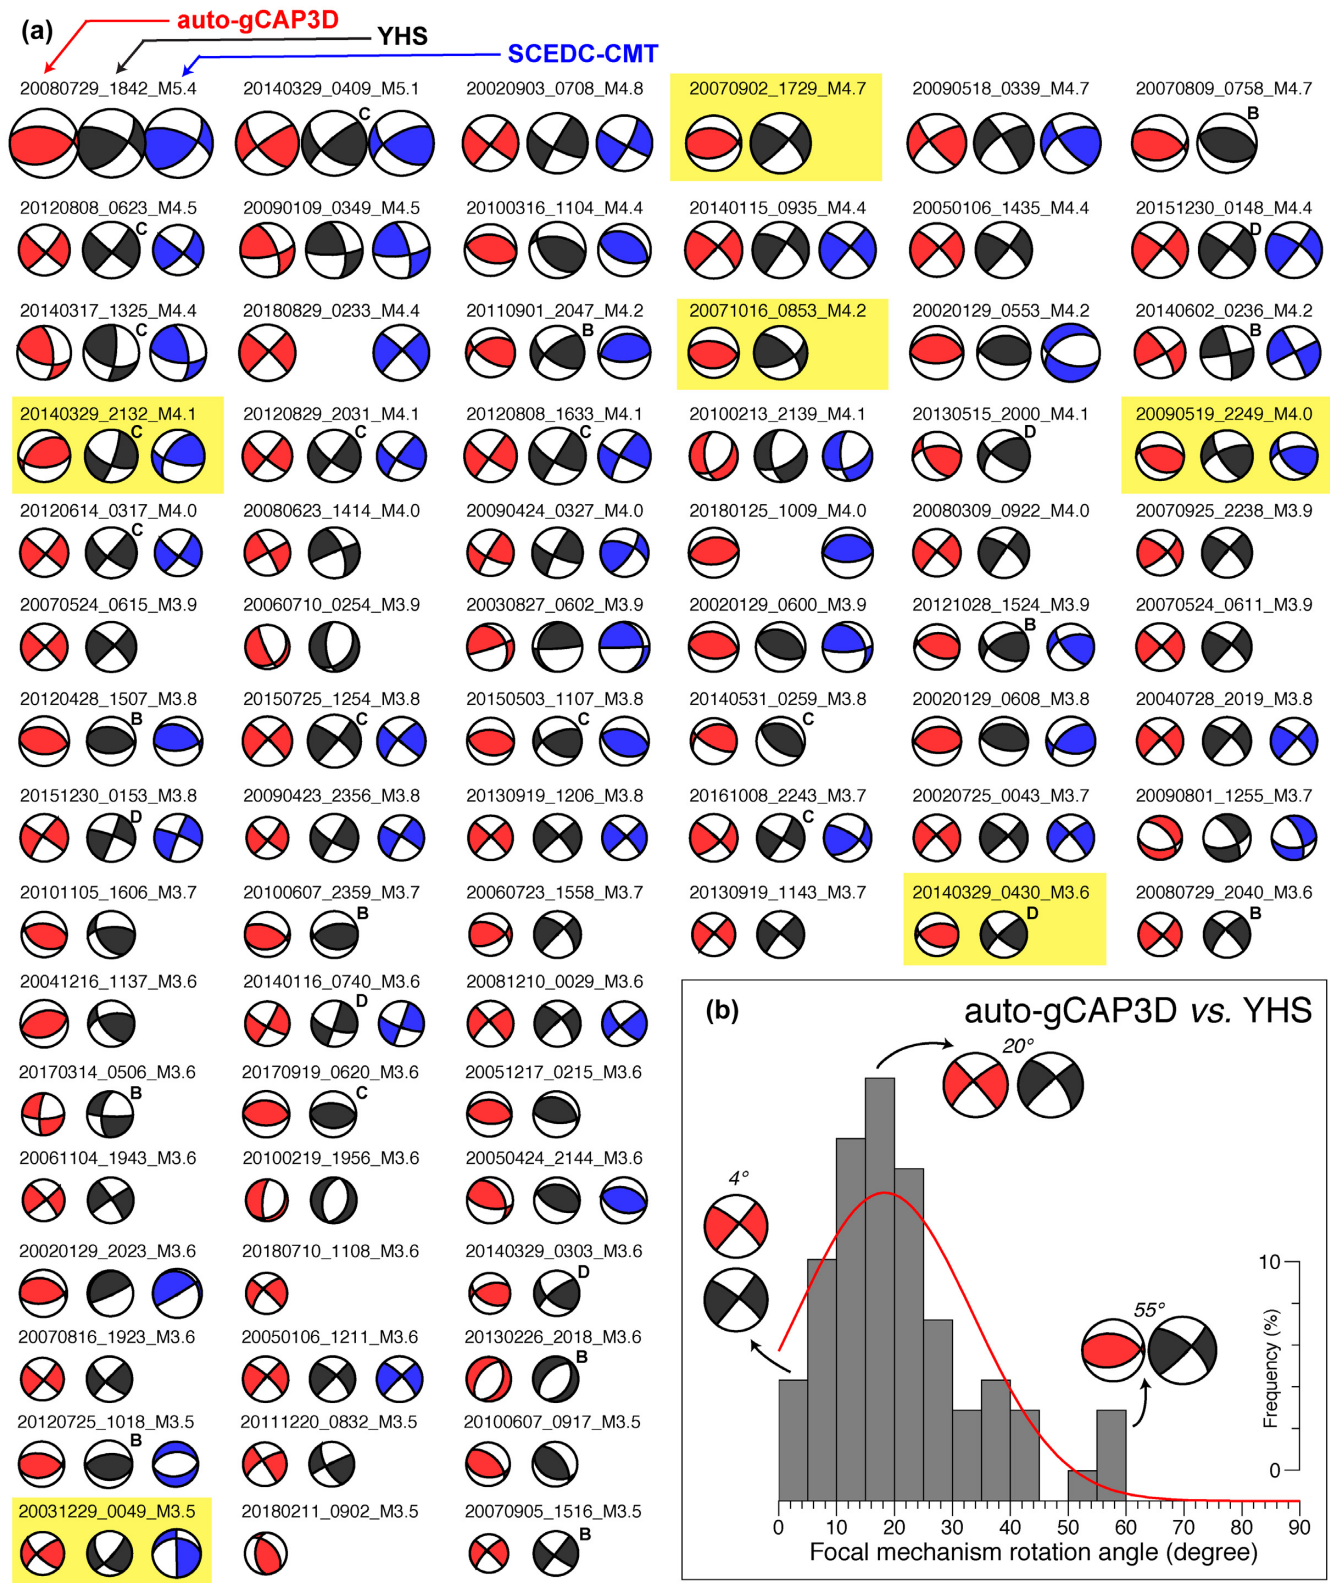 (a)
auto-gCAP3D
YHS
SCEDC-CMT
20080729_1842_M5.4 20140329_0409_M5.1 20020903_0708_M4.8 20070902_1729_M4.7 20090518_0339_M4.7 20070809_0758_M4.7
C B
20120808_0623_M4.5 20090109_0349_M4.5 20100316_1104_M4.4 20140115_0935_M4.4 20050106_1435_M4.4 20151230_0148_M4.4
C D
20140317_1325_M4.4 20180829_0233_M4.4 20110901_2047_M4.2 20071016_0853_M4.2 20020129_0553_M4.2 20140602_0236_M4.2
C B B
20140329_2132_M4.1 20120829_2031_M4.1 20120808_1633_M4.1 20100213_2139_M4.1 20130515_2000_M4.1 20090519_2249_M4.0
C C C D
20120614_0317_M4.0 20080623_1414_M4.0 20090424_0327_M4.0 20180125_1009_M4.0 20080309_0922_M4.0 20070925_2238_M3.9
C
20070524_0615_M3.9 20060710_0254_M3.9 20030827_0602_M3.9 20020129_0600_M3.9 20121028_1524_M3.9 20070524_0611_M3.9
B
20120428_1507_M3.8 20150725_1254_M3.8 20150503_1107_M3.8 20140531_0259_M3.8 20020129_0608_M3.8 20040728_2019_M3.8
B C C C
20151230_0153_M3.8 20090423_2356_M3.8 20130919_1206_M3.8 20161008_2243_M3.7 20020725_0043_M3.7 20090801_1255_M3.7
D C
20101105_1606_M3.7 20100607_2359_M3.7 20060723_1558_M3.7 20130919_1143_M3.7 20140329_0430_M3.6 20080729_2040_M3.6
B D B
20041216_1137_M3.6 20140116_0740_M3.6 20081210_0029_M3.6
D
20170314_0506_M3.6 20170919_0620_M3.6 20051217_0215_M3.6
B C
20061104_1943_M3.6 20100219_1956_M3.6 20050424_2144_M3.6
20020129_2023_M3.6 20180710_1108_M3.6 20140329_0303_M3.6
D
20070816_1923_M3.6 20050106_1211_M3.6 20130226_2018_M3.6
B
20120725_1018_M3.5 20111220_0832_M3.5 20100607_0917_M3.5
B
20031229_0049_M3.5 20180211_0902_M3.5 20070905_1516_M3.5
B
(b)
auto-gCAP3D vs. YHS
20°
4°
55°
10
0
Frequency (%)
0 10 20 30 40 50 60 70 80 90
Focal mechanism rotation angle (degree)